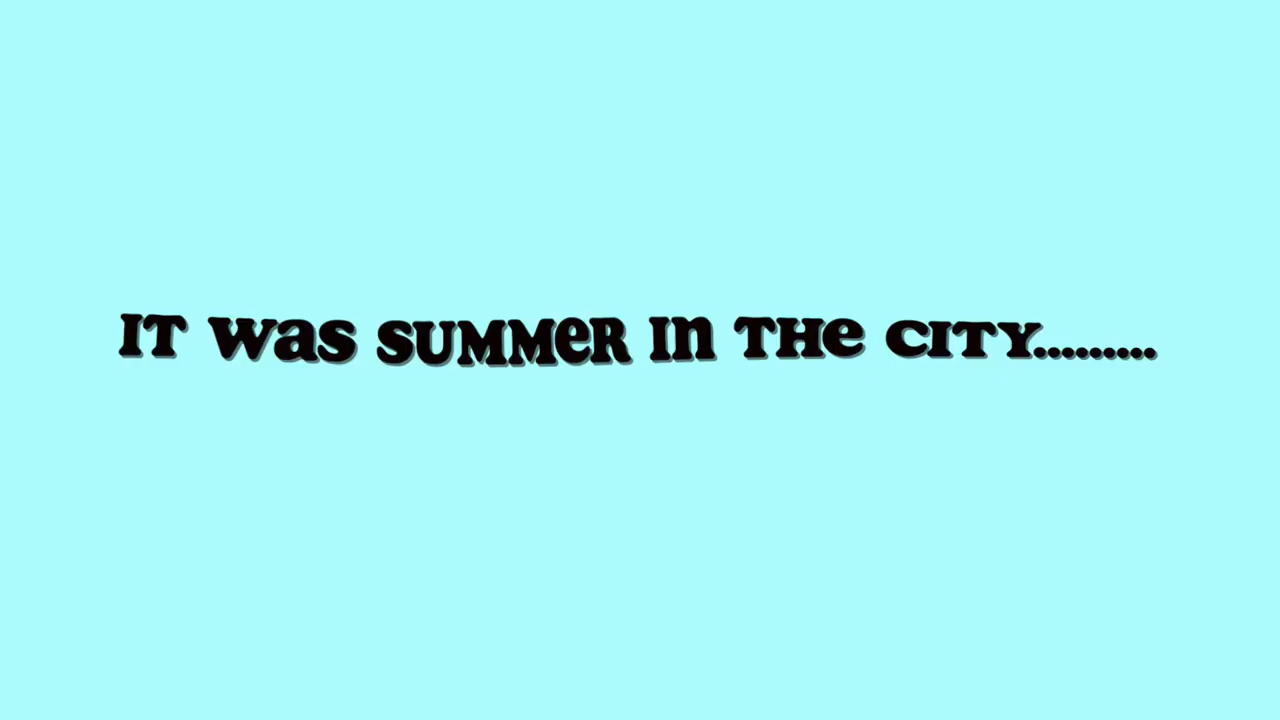 IT was SUMMER In THE CITY.........